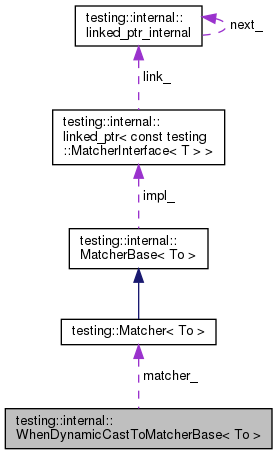 testing::internal::
linked_ptr_internal
next_
link_
testing::internal::
linked_ptr< const testing
::MatcherInterface< T > >
impl_
testing::internal::
MatcherBase< To >
testing::Matcher< To >
matcher_
testing::internal::
WhenDynamicCastToMatcherBase< To >